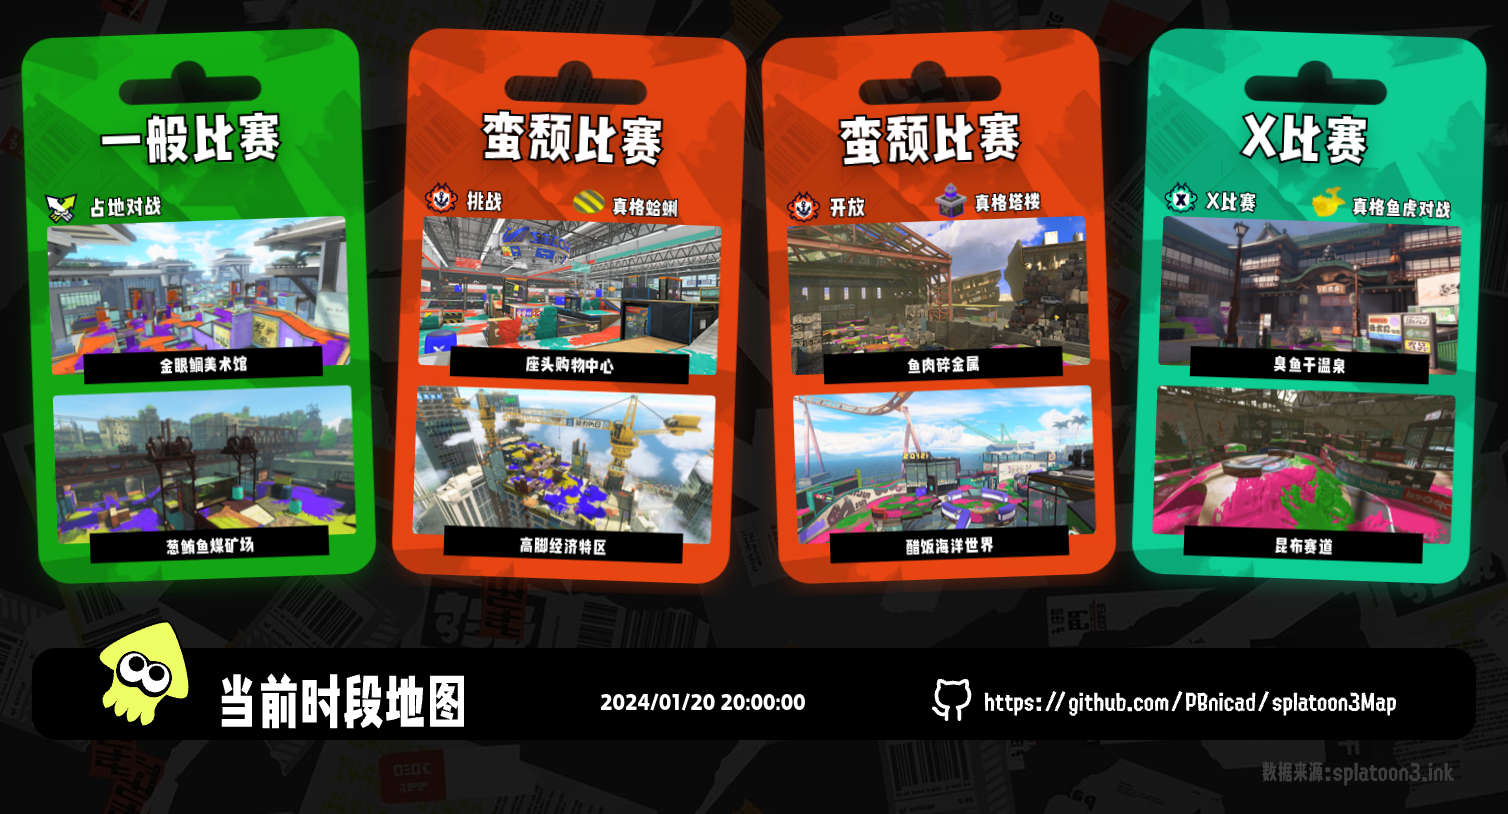 一般比赛
占地对战
金眼鲷美术馆
葱鲔鱼煤矿场
蛮颓比赛
挑战
真格蛤蜊
座头购物中心
高脚经济特区
蛮颓比赛
开放
真格塔楼
鱼肉碎金属
醋饭海洋世界
X比赛
X比赛
真格鱼虎对战
臭鱼干温泉
昆布赛道
当前时段地图
2024/01/20 20:00:00
https://github.com/PBnicad/splatoon3Map
数据来源:splatoon3.ink